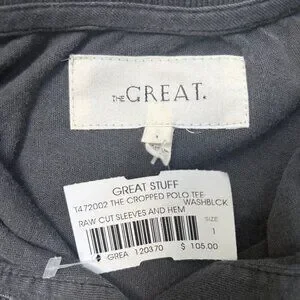 THE GREAT.
1
GREAT STUFF
T472002 THE CROPPED POLO TEE
WASHBLCK
RAW CUT SLEEVES AND HEM
SIZE
1
GREA 120370 $ 105.00